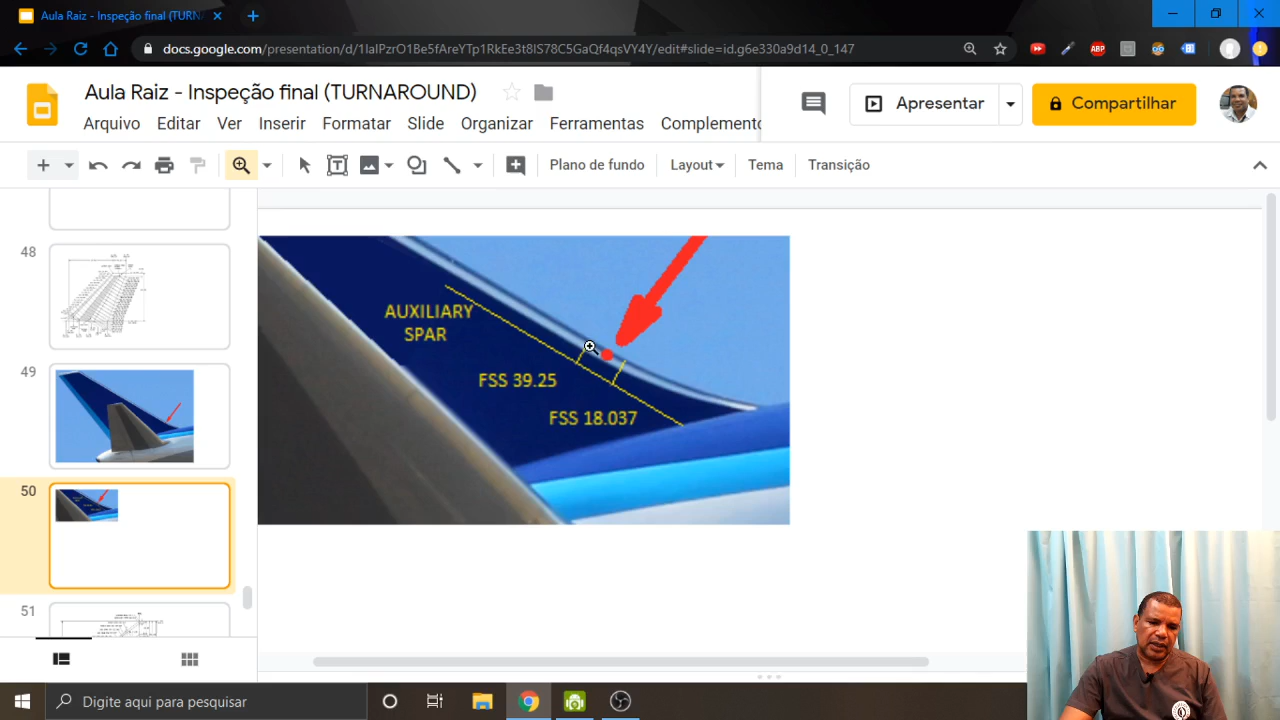 Aula Raiz - Inspeção final (TURN
docs.google.com/presentation/d/1IaIPzrO1Be5fAreYTp1RkEe3t8IS78C5GaQf4qsVY4Y/edit#slide=id.g6e330a9d14_0_147
ABP
Aula Raiz - Inspeção final (TURNAROUND)
Apresentar
Compartilhar
Arquivo Editar Ver Inserir Formatar Slide Organizar Ferramentas Complemento
Plano de fundo Layout Tema Transição
48
49
50
51
AUXILIARY
SPAR
FSS 39.25
FSS 18.037
Digite aqui para pesquisar